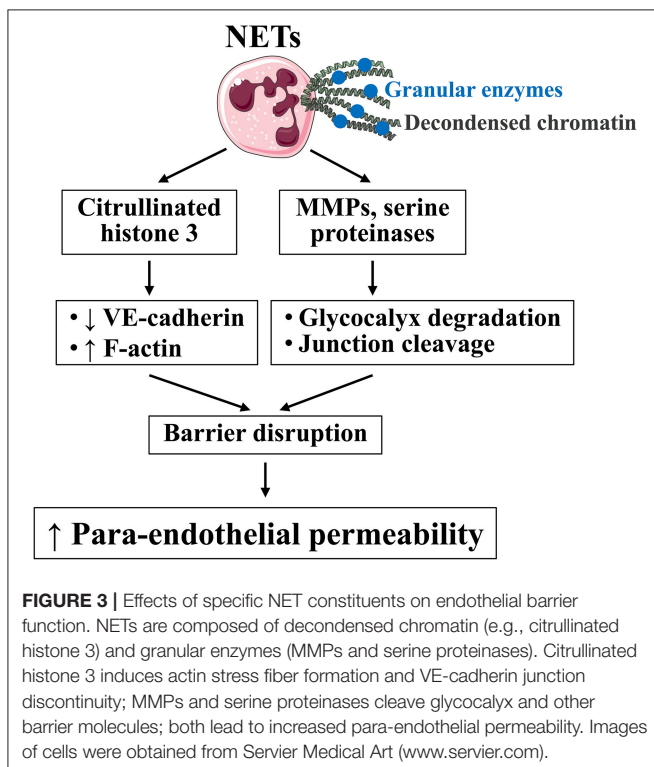 NETs
Granular enzymes
Decondensed chromatin
Citrullinated
histone 3
MMPs, serine
proteinases
• ↓ VE-cadherin
• ↑ F-actin
• Glycocalyx degradation
• Junction cleavage
Barrier disruption
↑ Para-endothelial permeability
FIGURE 3 | Effects of specific NET constituents on endothelial barrier
function. NETs are composed of decondensed chromatin (e.g., citrullinated
histone 3) and granular enzymes (MMPs and serine proteinases). Citrullinated
histone 3 induces actin stress fiber formation and VE-cadherin junction
discontinuity; MMPs and serine proteinases cleave glycocalyx and other
barrier molecules; both lead to increased para-endothelial permeability. Images
of cells were obtained from Servier Medical Art (www.servier.com).